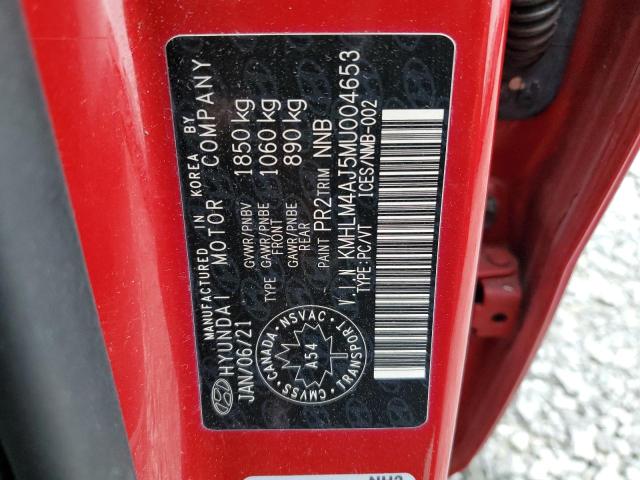 MANUFACTURED IN KOREA BY
HYUNDAI MOTOR COMPANY
JAN/06/21
GVWR/PNBV 1850 kg
TYPE GAWR/PNBE FRONT 1060 kg
GAWR/PNBE REAR 890 kg
PAINT PR2 TRIM NNB
V.I.N KMHLM4AJ5MU004653
TYPE:PC/VT ICES/NMB-002
CANADA-NSVAC-TRANSPORT CMVSS
A54